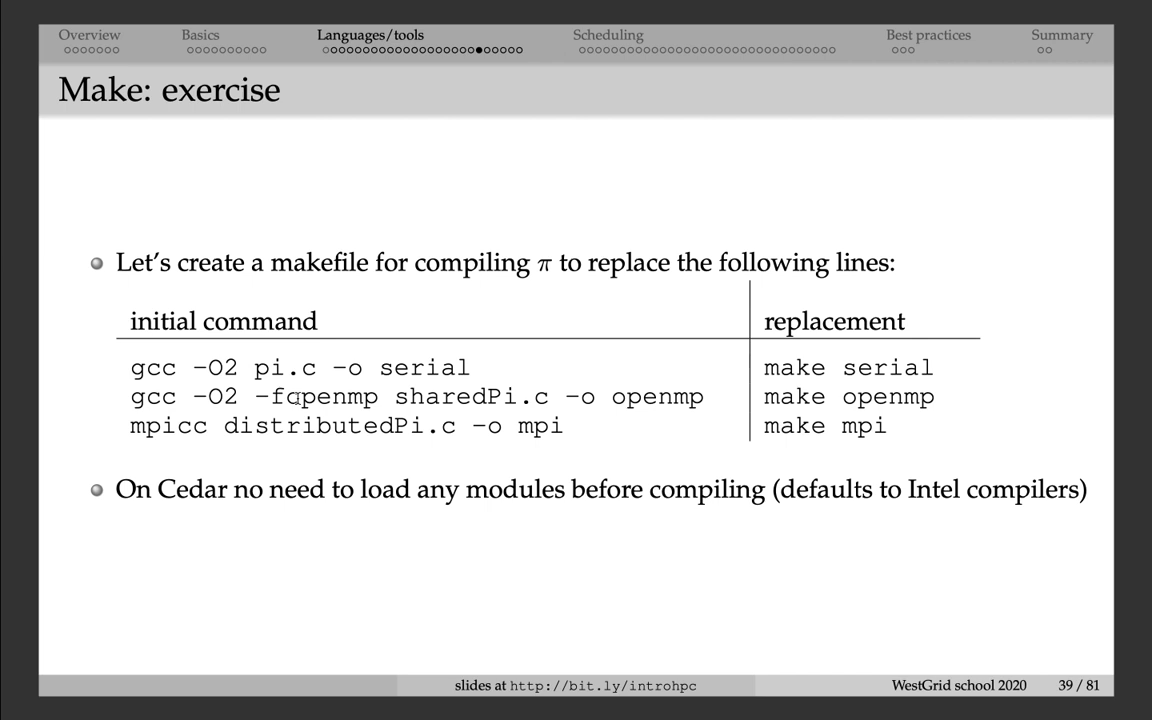 Overview Basics Languages/tools Scheduling Best practices Summary
Make: exercise
Let's create a makefile for compiling π to replace the following lines:
initial command replacement
gcc -O2 pi.c -o serial make serial
gcc -O2 -fopenmp sharedPi.c -o openmp make openmp
mpicc distributedPi.c -o mpi make mpi
On Cedar no need to load any modules before compiling (defaults to Intel compilers)
slides at http://bit.ly/introhpc WestGrid school 2020 39 / 81